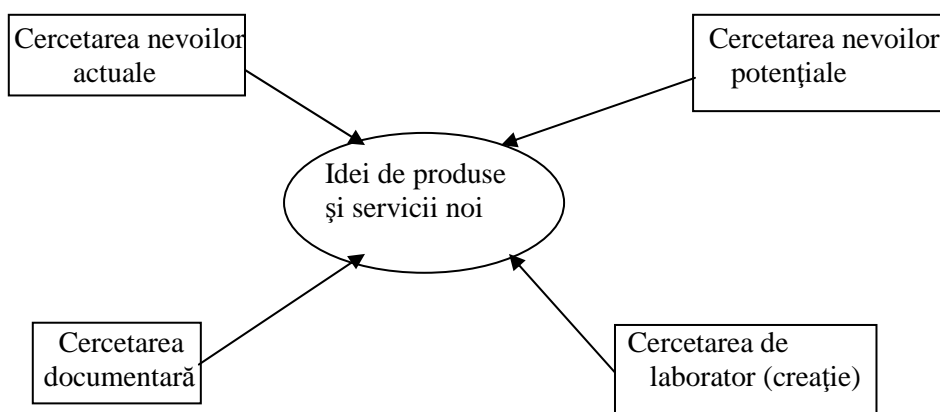 Cercetarea nevoilor
actuale
Cercetarea nevoilor
potenţiale
Idei de produse
şi servicii noi
Cercetarea
documentară
Cercetarea de
laborator (creaţie)